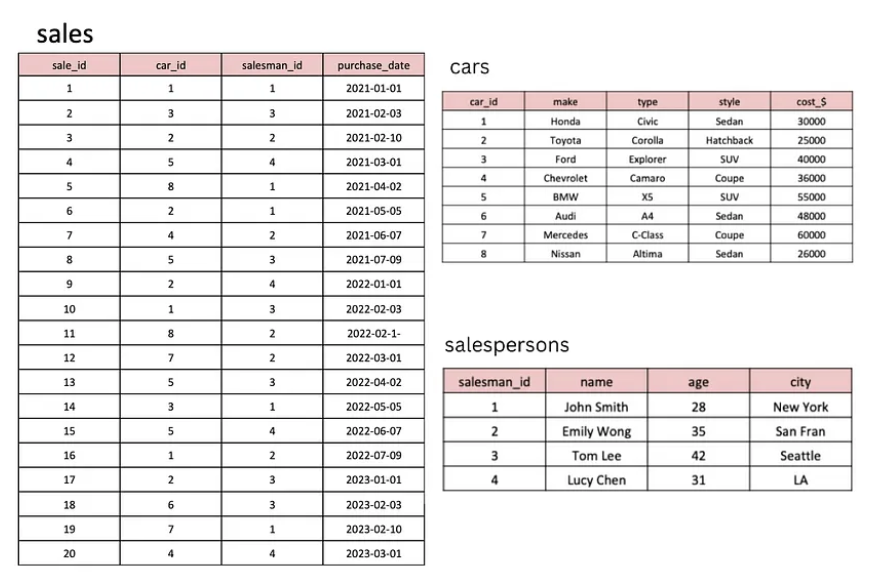 sales
sale_id car_id salesman_id purchase_date
1 1 1 2021-01-01
2 3 3 2021-02-03
3 2 2 2021-02-10
4 5 4 2021-03-01
5 8 1 2021-04-02
6 2 1 2021-05-05
7 4 2 2021-06-07
8 5 3 2021-07-09
9 2 4 2022-01-01
10 1 3 2022-02-03
11 8 2 2022-02-1-
12 7 2 2022-03-01
13 5 3 2022-04-02
14 3 1 2022-05-05
15 5 4 2022-06-07
16 1 2 2022-07-09
17 2 3 2023-01-01
18 6 3 2023-02-03
19 7 1 2023-02-10
20 4 4 2023-03-01
cars
car_id make type style cost_$
1 Honda Civic Sedan 30000
2 Toyota Corolla Hatchback 25000
3 Ford Explorer SUV 40000
4 Chevrolet Camaro Coupe 36000
5 BMW X5 SUV 55000
6 Audi A4 Sedan 48000
7 Mercedes C-Class Coupe 60000
8 Nissan Altima Sedan 26000
salespersons
salesman_id name age city
1 John Smith 28 New York
2 Emily Wong 35 San Fran
3 Tom Lee 42 Seattle
4 Lucy Chen 31 LA